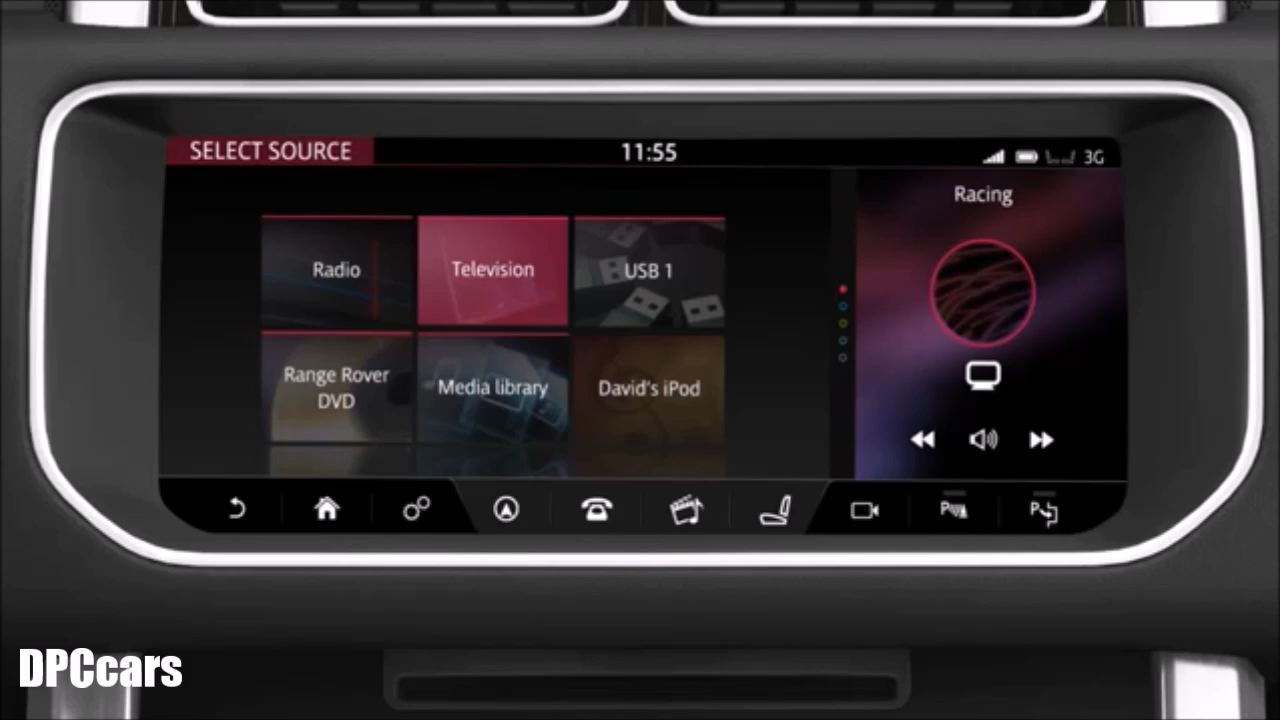 SELECT SOURCE
11:55
3G
Radio
Television
USB 1
Range Rover
DVD
Media library
David's iPod
Racing
P
P
DPCcars